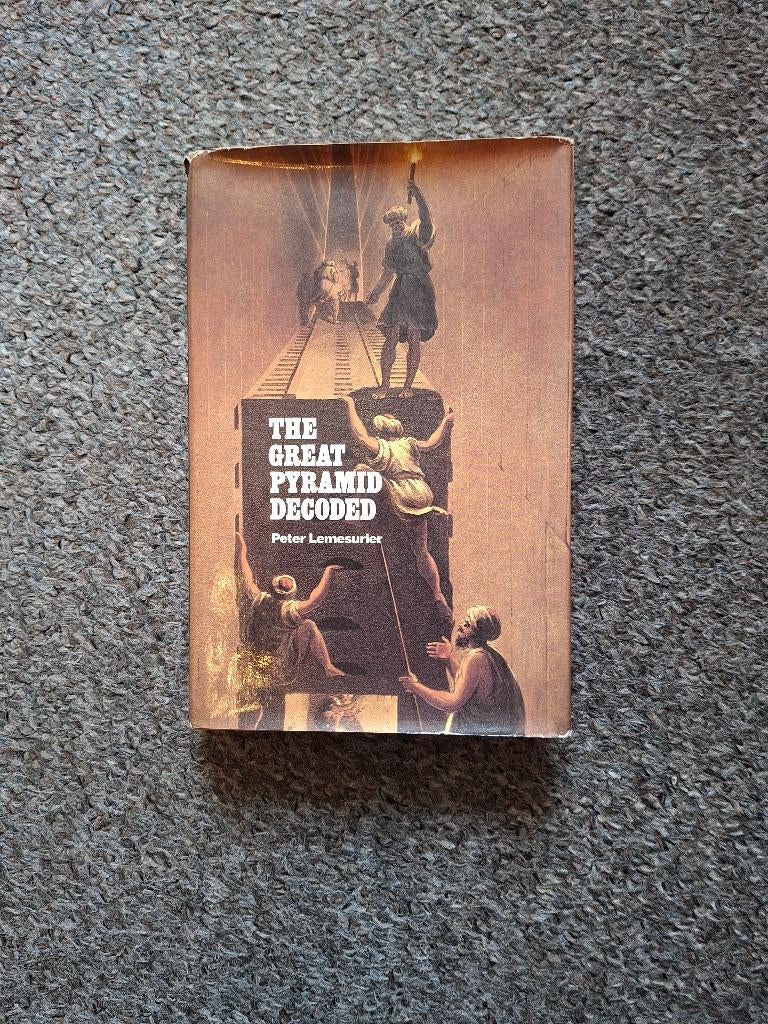 THE
GREAT
PYRAMID
DECODED
Peter Lemesurier